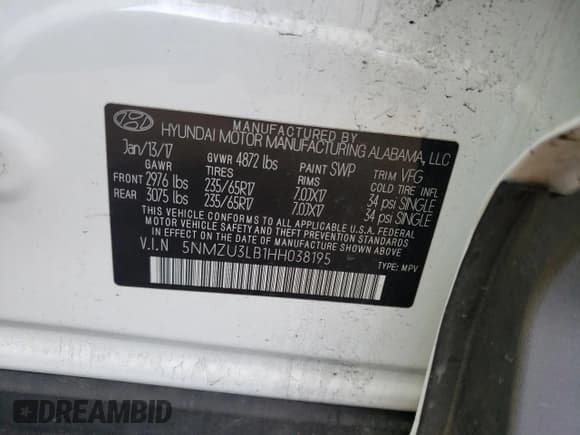 MANUFACTURED BY
HYUNDAI MOTOR MANUFACTURING ALABAMA, LLC
Jan/13/17 GVWR 4872 lbs PAINT SWP TRIM VFG
GAWR TIRES RIMS COLD TIRE INFL
FRONT 2976 lbs 235/65R17 7.0JX17 34 psi SINGLE
REAR 3075 lbs 235/65R17 7.0JX17 34 psi SINGLE
THIS VEHICLE CONFORMS TO ALL APPLICABLE U.S. FEDERAL
MOTOR VEHICLE SAFETY AND THEFT PREVENTION STANDARDS
IN EFFECT ON THE DATE OF MANUFACTURE SHOWN ABOVE.
V.I.N 5NMZU3LB1HH038195
TYPE: MPV
DREAMBID